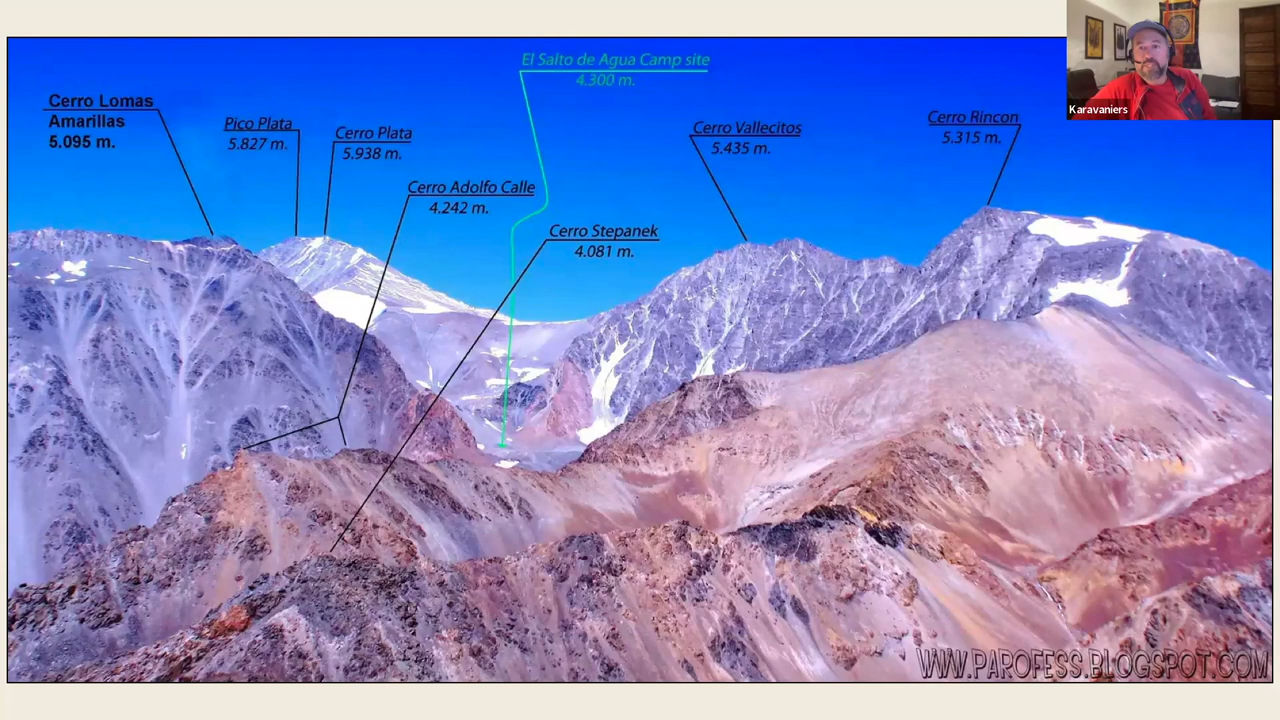 El Salto de Agua Camp site
4.300 m.
Cerro Lomas
Amarillas
5.095 m.
Pico Plata
5.827 m.
Cerro Plata
5.938 m.
Cerro Adolfo Calle
4.242 m.
Cerro Stepanek
4.081 m.
Cerro Vallecitos
5.435 m.
Cerro Rincon
5.315 m.
Karavaniers
WWW.PAROFESS.BLOGSPOT.COM